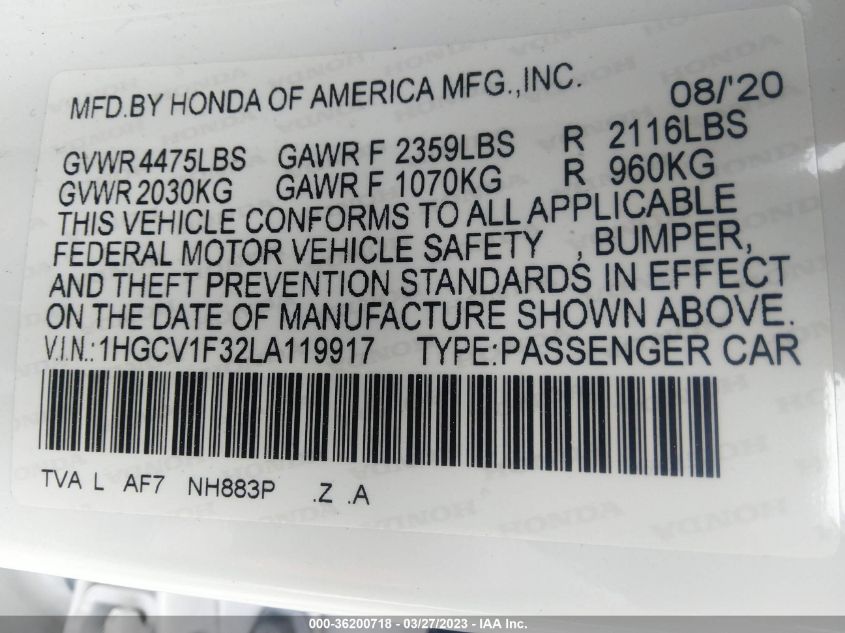 MFD.BY HONDA OF AMERICA MFG.,INC. 08/'20
GVWR 4475LBS GAWR F 2359LBS R 2116LBS
GVWR 2030KG GAWR F 1070KG R 960KG
THIS VEHICLE CONFORMS TO ALL APPLICABLE
FEDERAL MOTOR VEHICLE SAFETY , BUMPER,
AND THEFT PREVENTION STANDARDS IN EFFECT
ON THE DATE OF MANUFACTURE SHOWN ABOVE.
V.I.N.:1HGCV1F32LA119917 TYPE:PASSENGER CAR
TVA L AF7 NH883P .Z .A
000-36200718 / 03/27/2023 / IAA Inc.